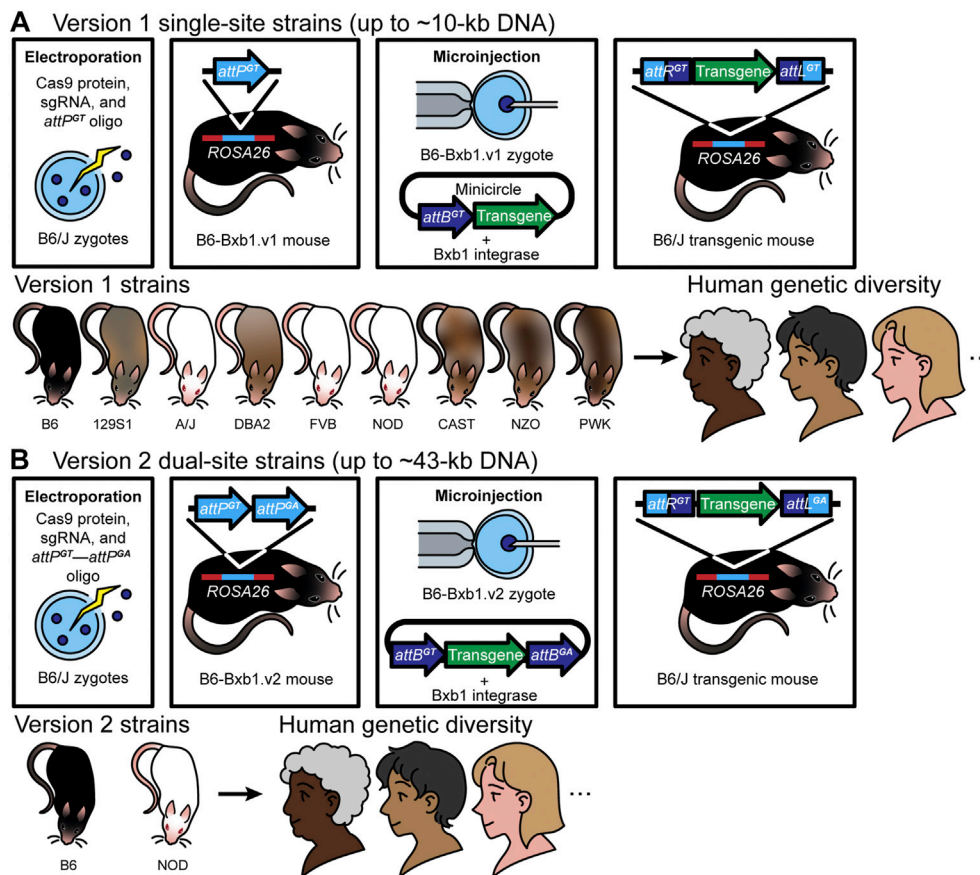 A Version 1 single-site strains (up to ~10-kb DNA)
Electroporation
Cas9 protein,
sgRNA, and
attPGT oligo
B6/J zygotes
attPGT
ROSA26
B6-Bxb1.v1 mouse
Microinjection
B6-Bxb1.v1 zygote
Minicircle
attBGT Transgene
+
Bxb1 integrase
attRGT Transgene attLGT
ROSA26
B6/J transgenic mouse
Version 1 strains
B6 129S1 A/J DBA2 FVB NOD CAST NZO PWK
Human genetic diversity
...
B Version 2 dual-site strains (up to ~43-kb DNA)
Electroporation
Cas9 protein,
sgRNA, and
attPGT—attPGA
oligo
B6/J zygotes
attPGT attPGA
ROSA26
B6-Bxb1.v2 mouse
Microinjection
B6-Bxb1.v2 zygote
attBGT Transgene attBGA
+
Bxb1 integrase
attRGT Transgene attLGA
ROSA26
B6/J transgenic mouse
Version 2 strains
B6 NOD
Human genetic diversity
...